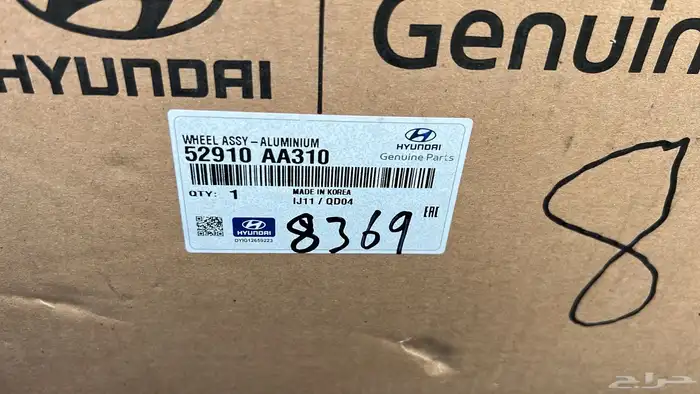 HYUNDAI
Genuin
WHEEL ASSY-ALUMINIUM
52910 AA310
HYUNDAI
Genuine Parts
QTY: 1
MADE IN KOREA
IJ11 / QD04
EAC
HYUNDAI
DYIG12655223
8369
8
حراج